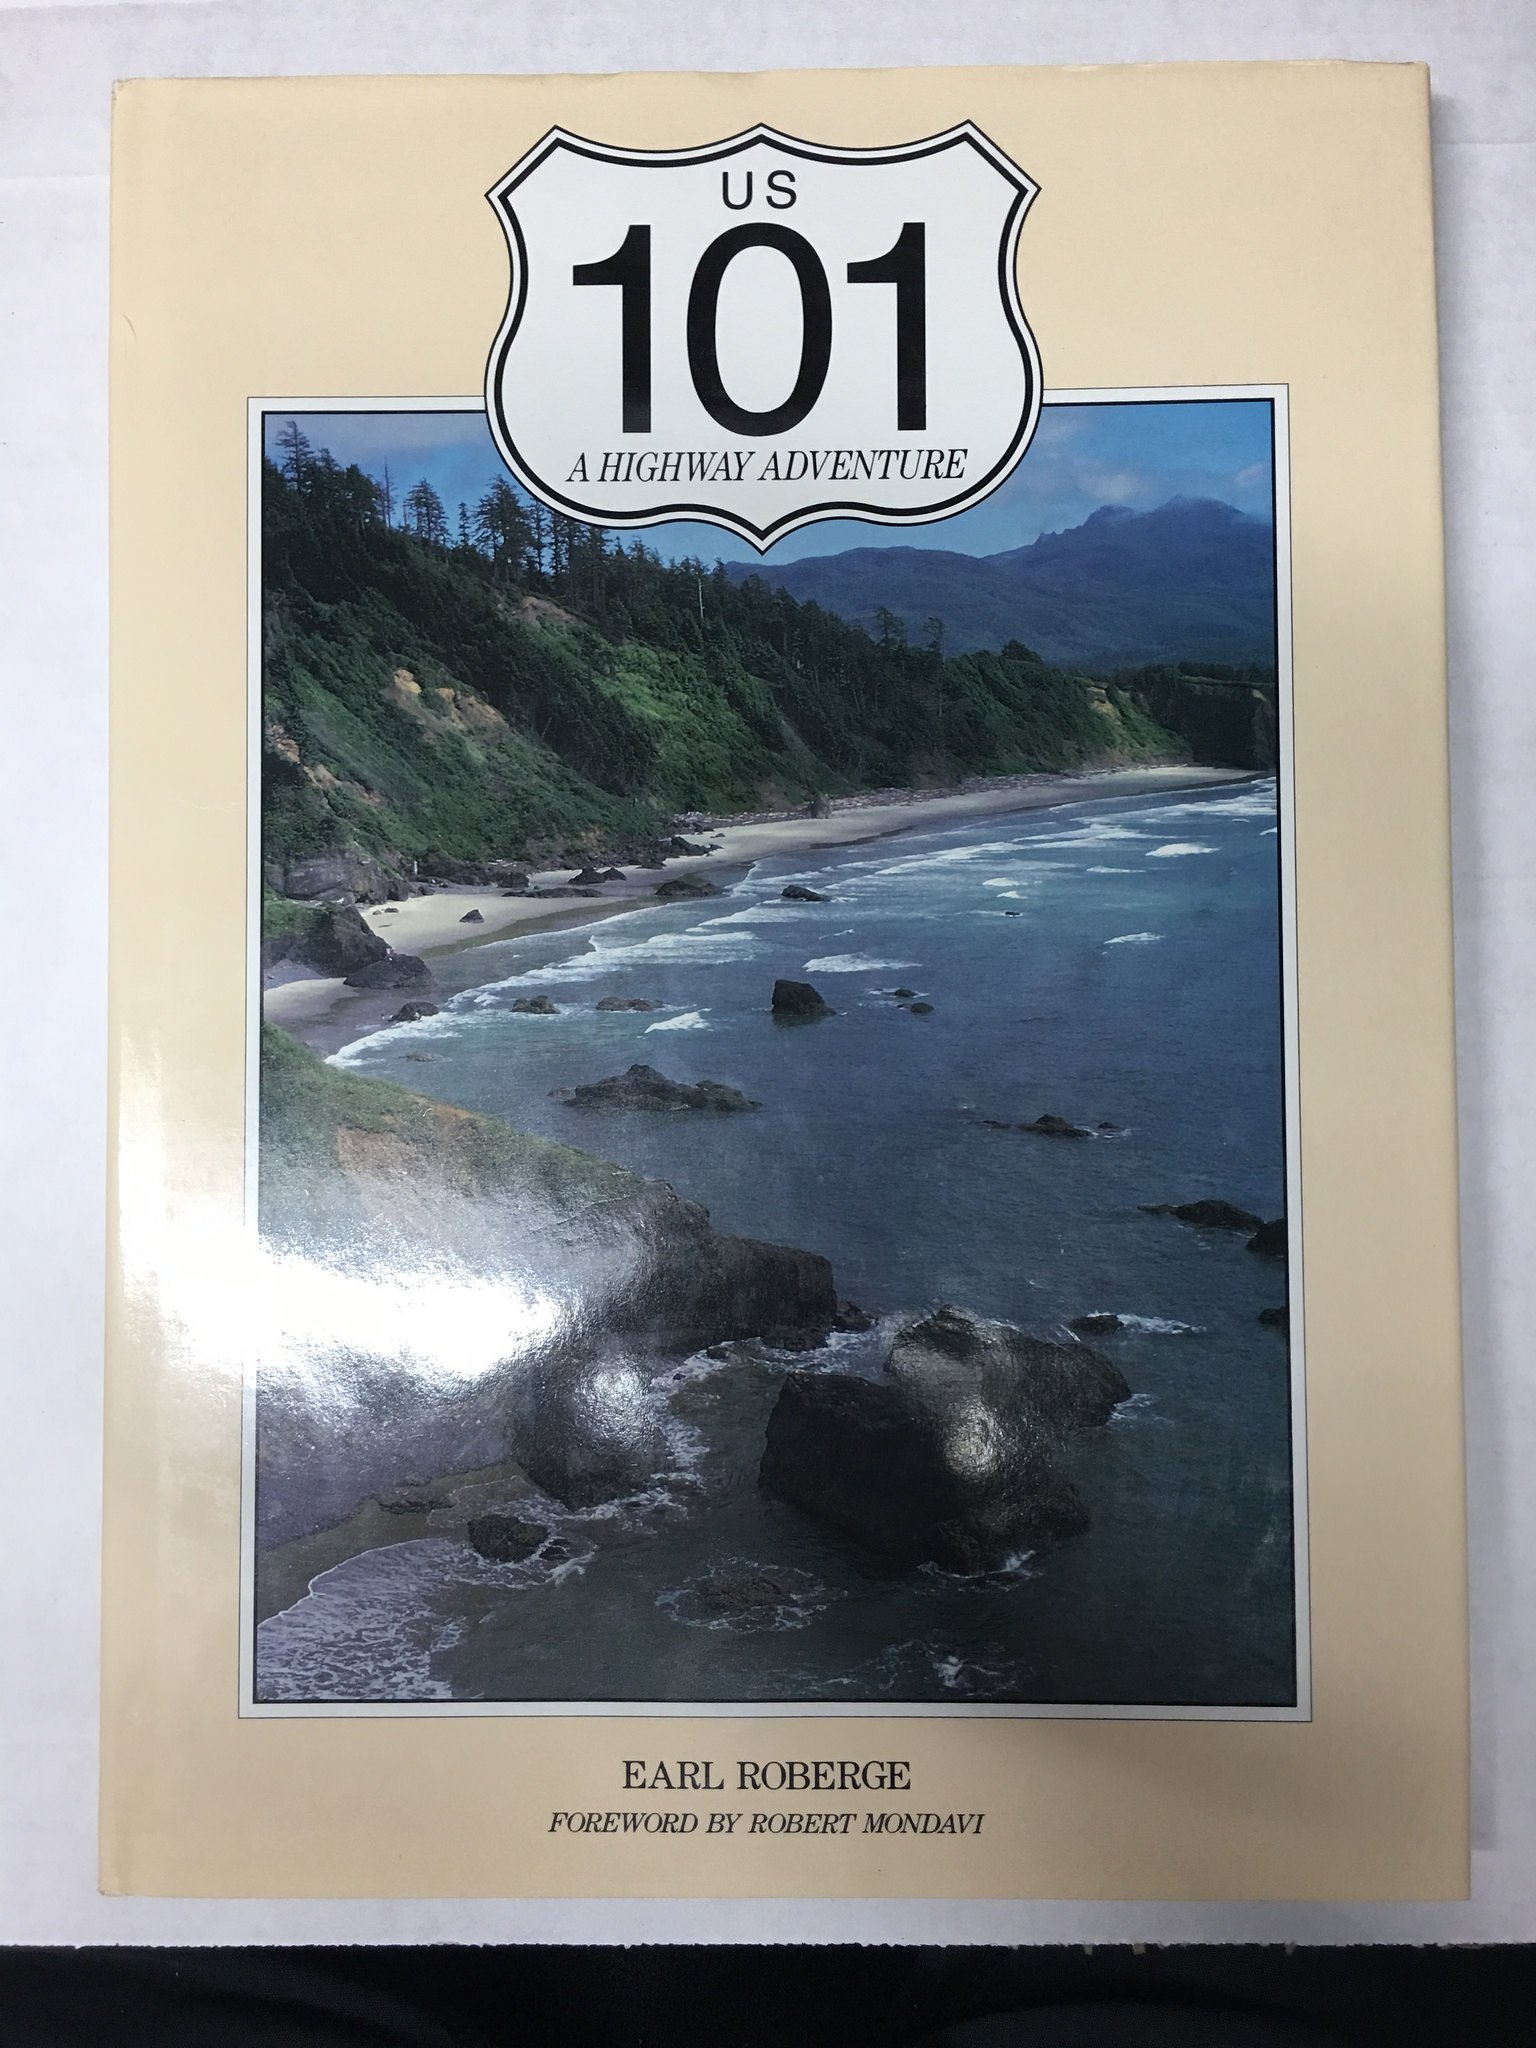 US
101
A HIGHWAY ADVENTURE
EARL ROBERGE
FOREWORD BY ROBERT MONDAVI